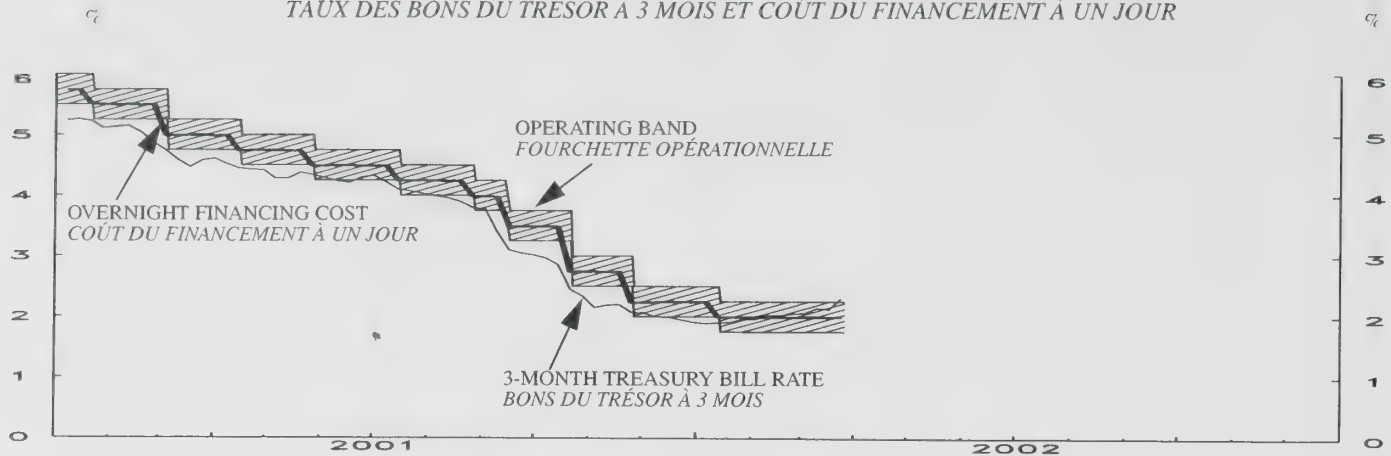 TAUX DES BONS DU TRÉSOR À 3 MOIS ET COÛT DU FINANCEMENT À UN JOUR
% %
6 6
5 5
4 4
3 3
2 2
1 1
0 0
OPERATING BAND
FOURCHETTE OPÉRATIONNELLE
OVERNIGHT FINANCING COST
COÛT DU FINANCEMENT À UN JOUR
3-MONTH TREASURY BILL RATE
BONS DU TRÉSOR À 3 MOIS
2001 2002